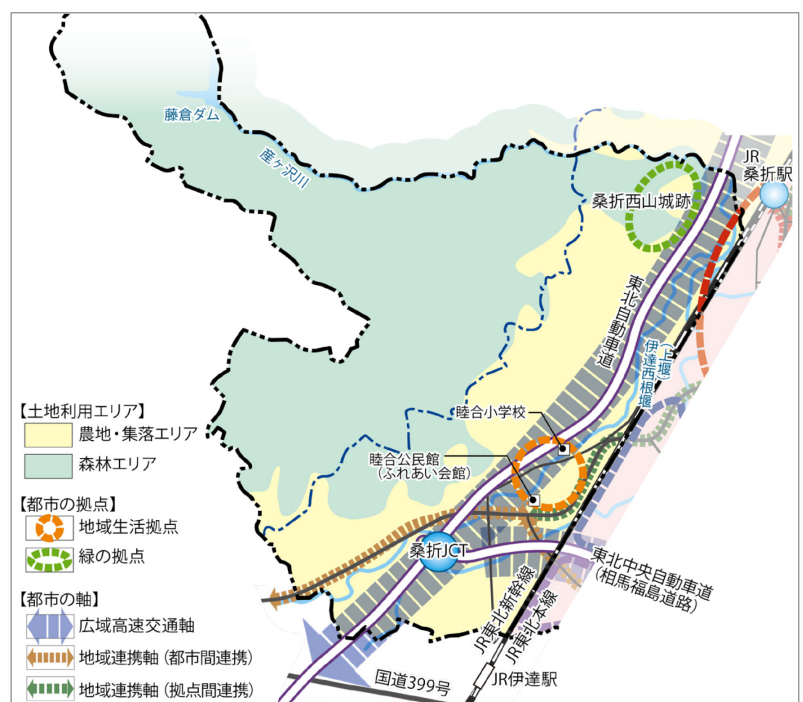 藤倉ダム
産ヶ沢川
JR
桑折駅
桑折西山城跡
東北自動車道
(上堰)
伊達西根堰
睦合小学校
睦合公民館
(ふれあい会館)
桑折JCT
東北中央自動車道
(相馬福島道路)
JR東北新幹線
JR東北本線
JR伊達駅
国道399号
【土地利用エリア】
農地・集落エリア
森林エリア
【都市の拠点】
地域生活拠点
緑の拠点
【都市の軸】
広域高速交通軸
地域連携軸(都市間連携)
地域連携軸(拠点間連携)